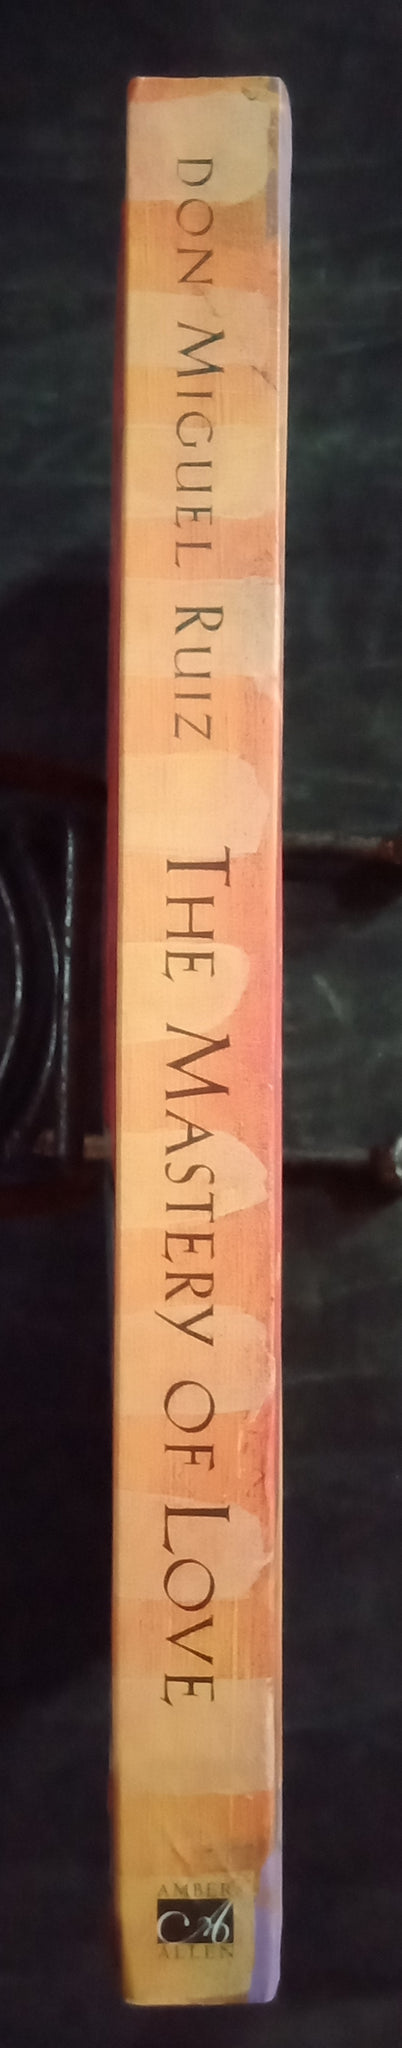 DON MIGUEL RUIZ THE MASTERY OF LOVE
AMBER
A
ALLEN